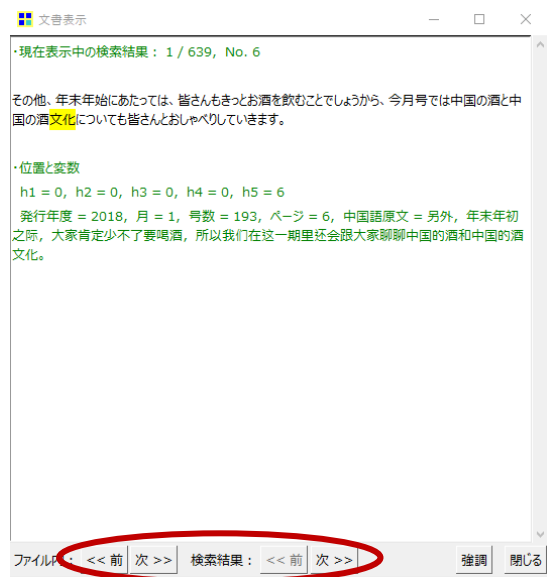 文書表示
・現在表示中の検索結果： 1 / 639, No. 6
その他、年末年始にあたっては、皆さんもきっとお酒を飲むことでしょうから、今月号では中国の酒と中
国の酒文化についても皆さんとおしゃべりしていきます。
・位置と変数
h1 = 0, h2 = 0, h3 = 0, h4 = 0, h5 = 6
発行年度 = 2018, 月 = 1, 号数 = 193, ページ = 6, 中国語原文 = 另外，年末年初
之际，大家肯定少不了要喝酒，所以我们在这一期里还会跟大家聊聊中国的酒和中国的酒
文化。
ファイル内： << 前 次 >> 検索結果： << 前 次 >> 強調 閉じる